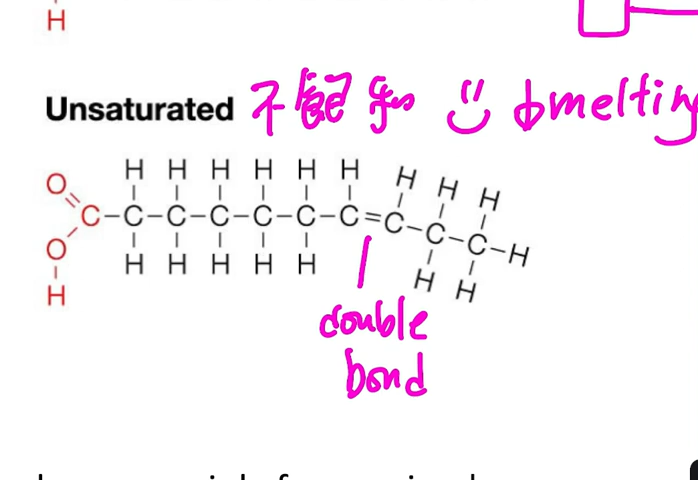 H
Unsaturated 不飽和 ☺ ↓melting
H H H H H H H H H
O
C-C-C-C-C-C-C=C-C-C-H
O H H H H H H H
H
double
bond